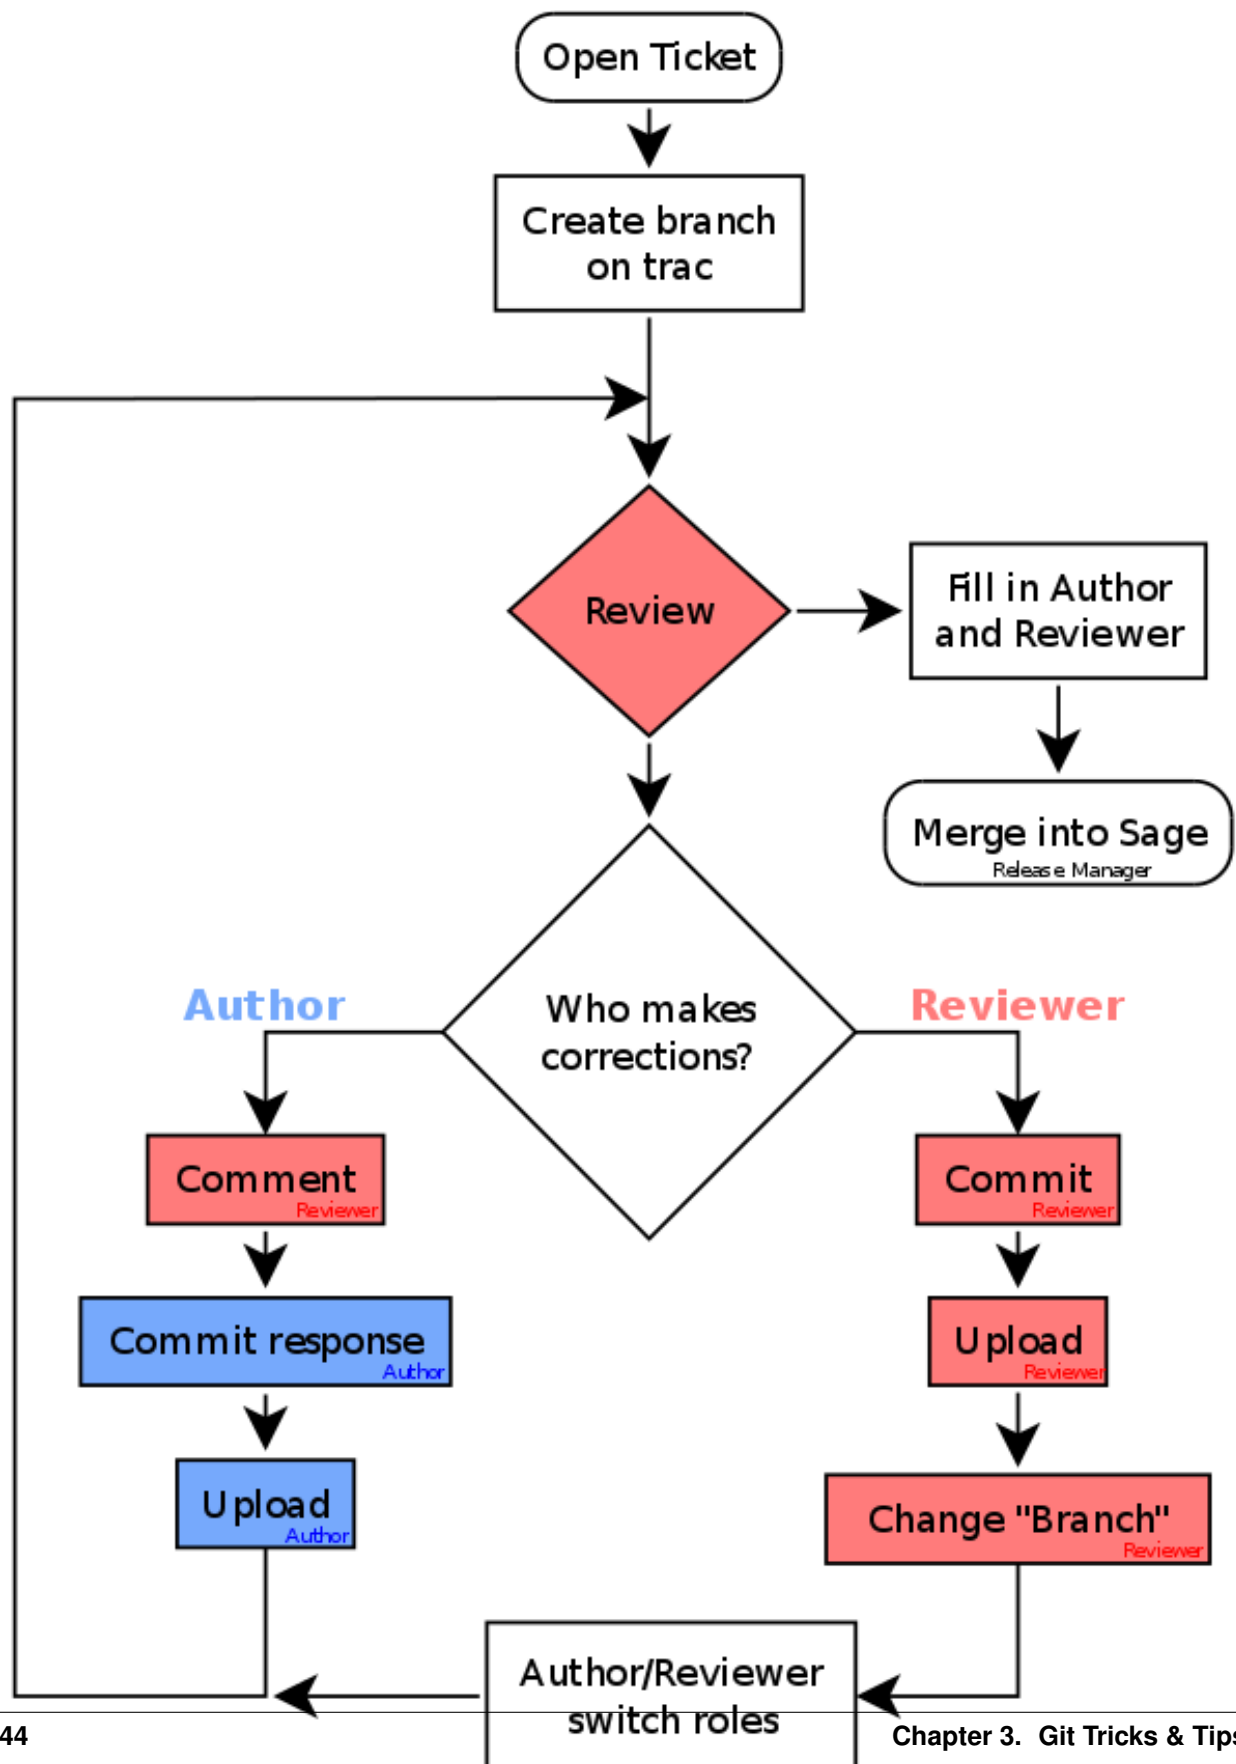 Open Ticket
Create branch
on trac
Review
Fill in Author
and Reviewer
Merge into Sage
Release Manager
Who makes
corrections?
Author
Comment
Reviewer
Commit response
Author
Upload
Author
Reviewer
Commit
Reviewer
Upload
Reviewer
Change "Branch"
Reviewer
Author/Reviewer
switch roles
44
Chapter 3. Git Tricks & Tips